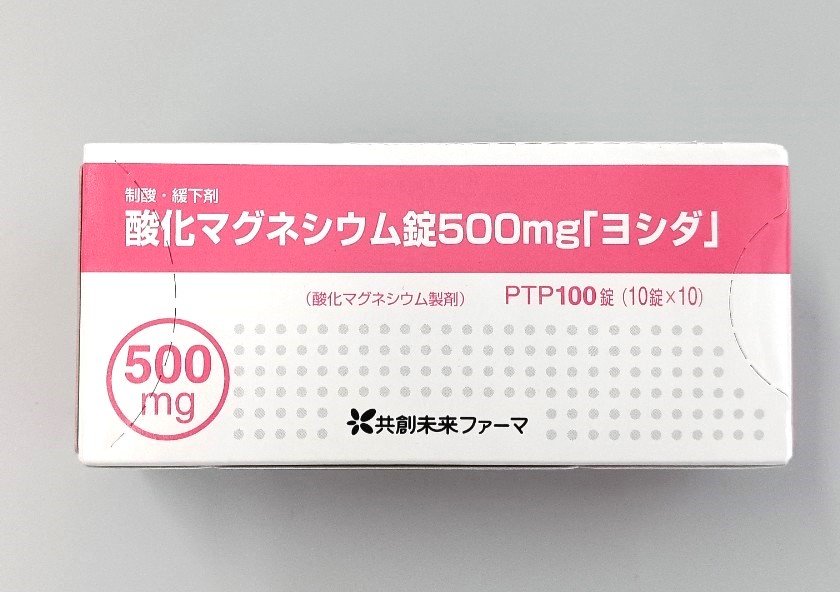 制酸・緩下剤
酸化マグネシウム錠500mg「ヨシダ」
（酸化マグネシウム製剤） PTP100錠（10錠×10）
500
mg
共創未来ファーマ